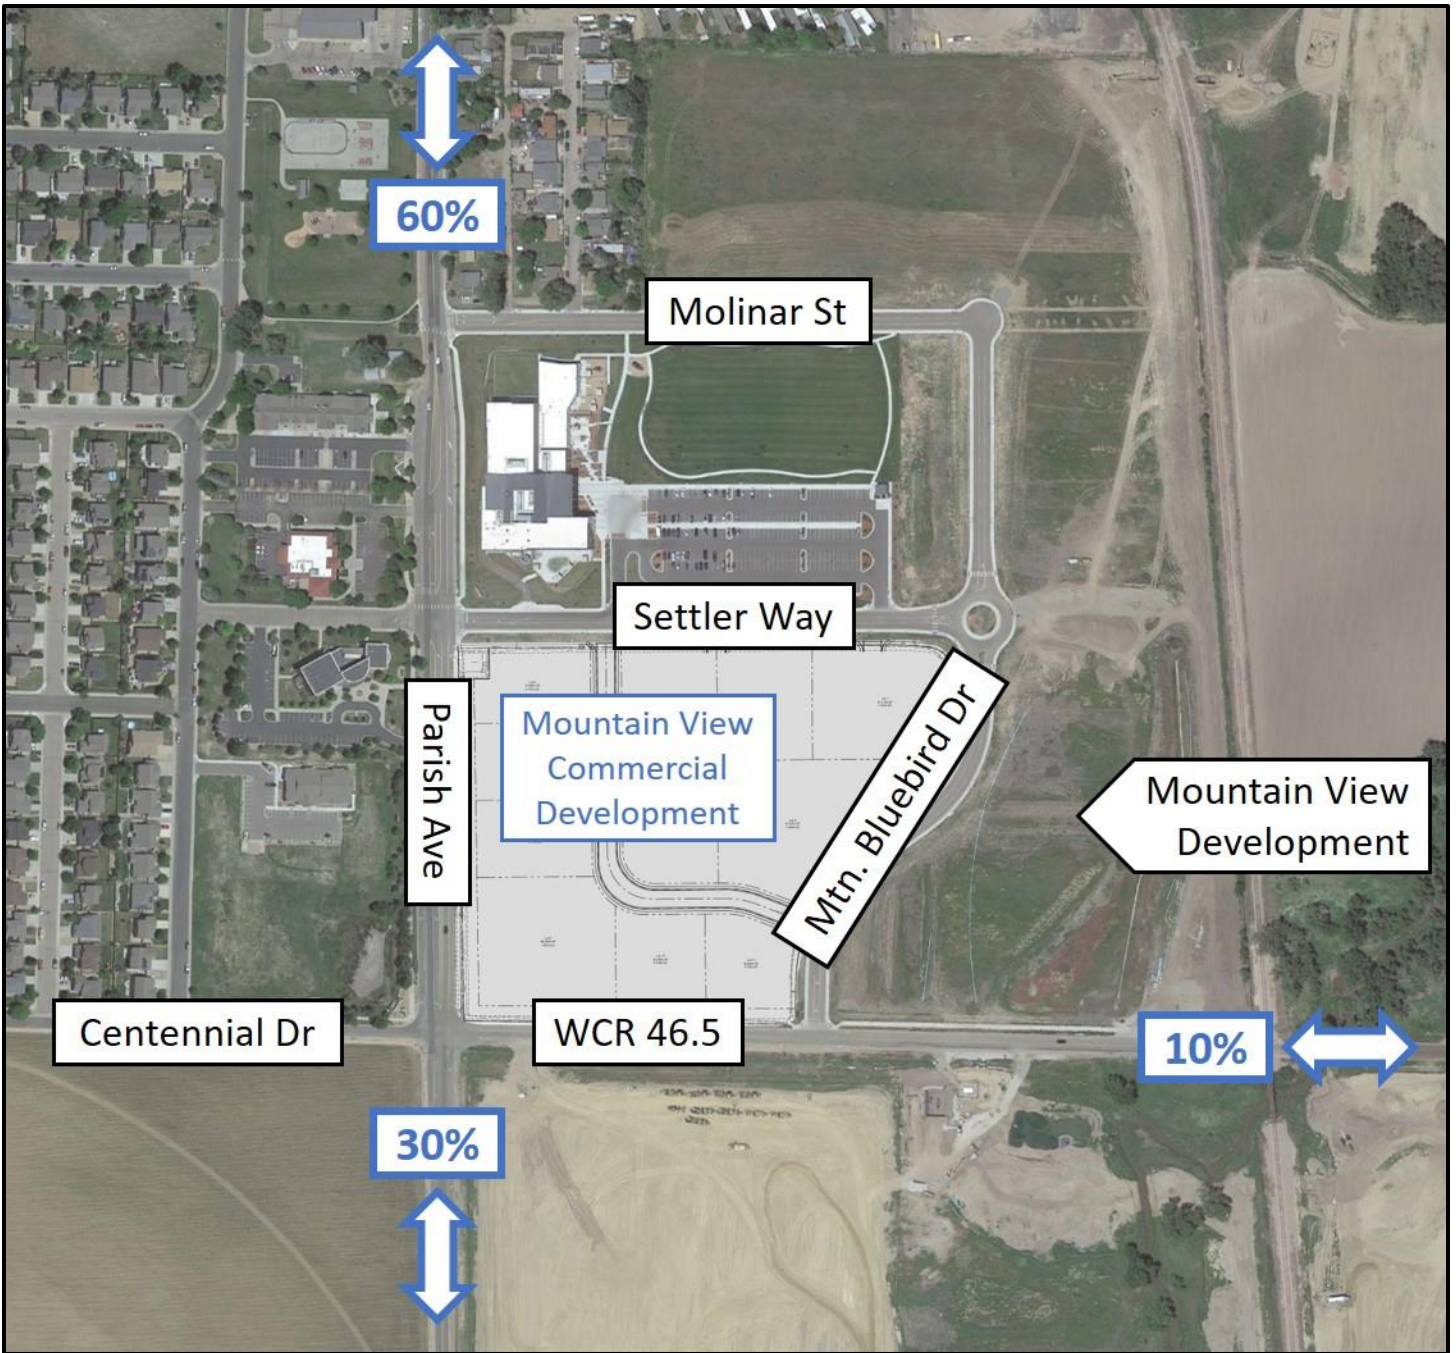 60%
Molinar St
Settler Way
Parish Ave
Mountain View
Commercial
Development
Mtn. Bluebird Dr
Mountain View
Development
Centennial Dr
WCR 46.5
10%
30%